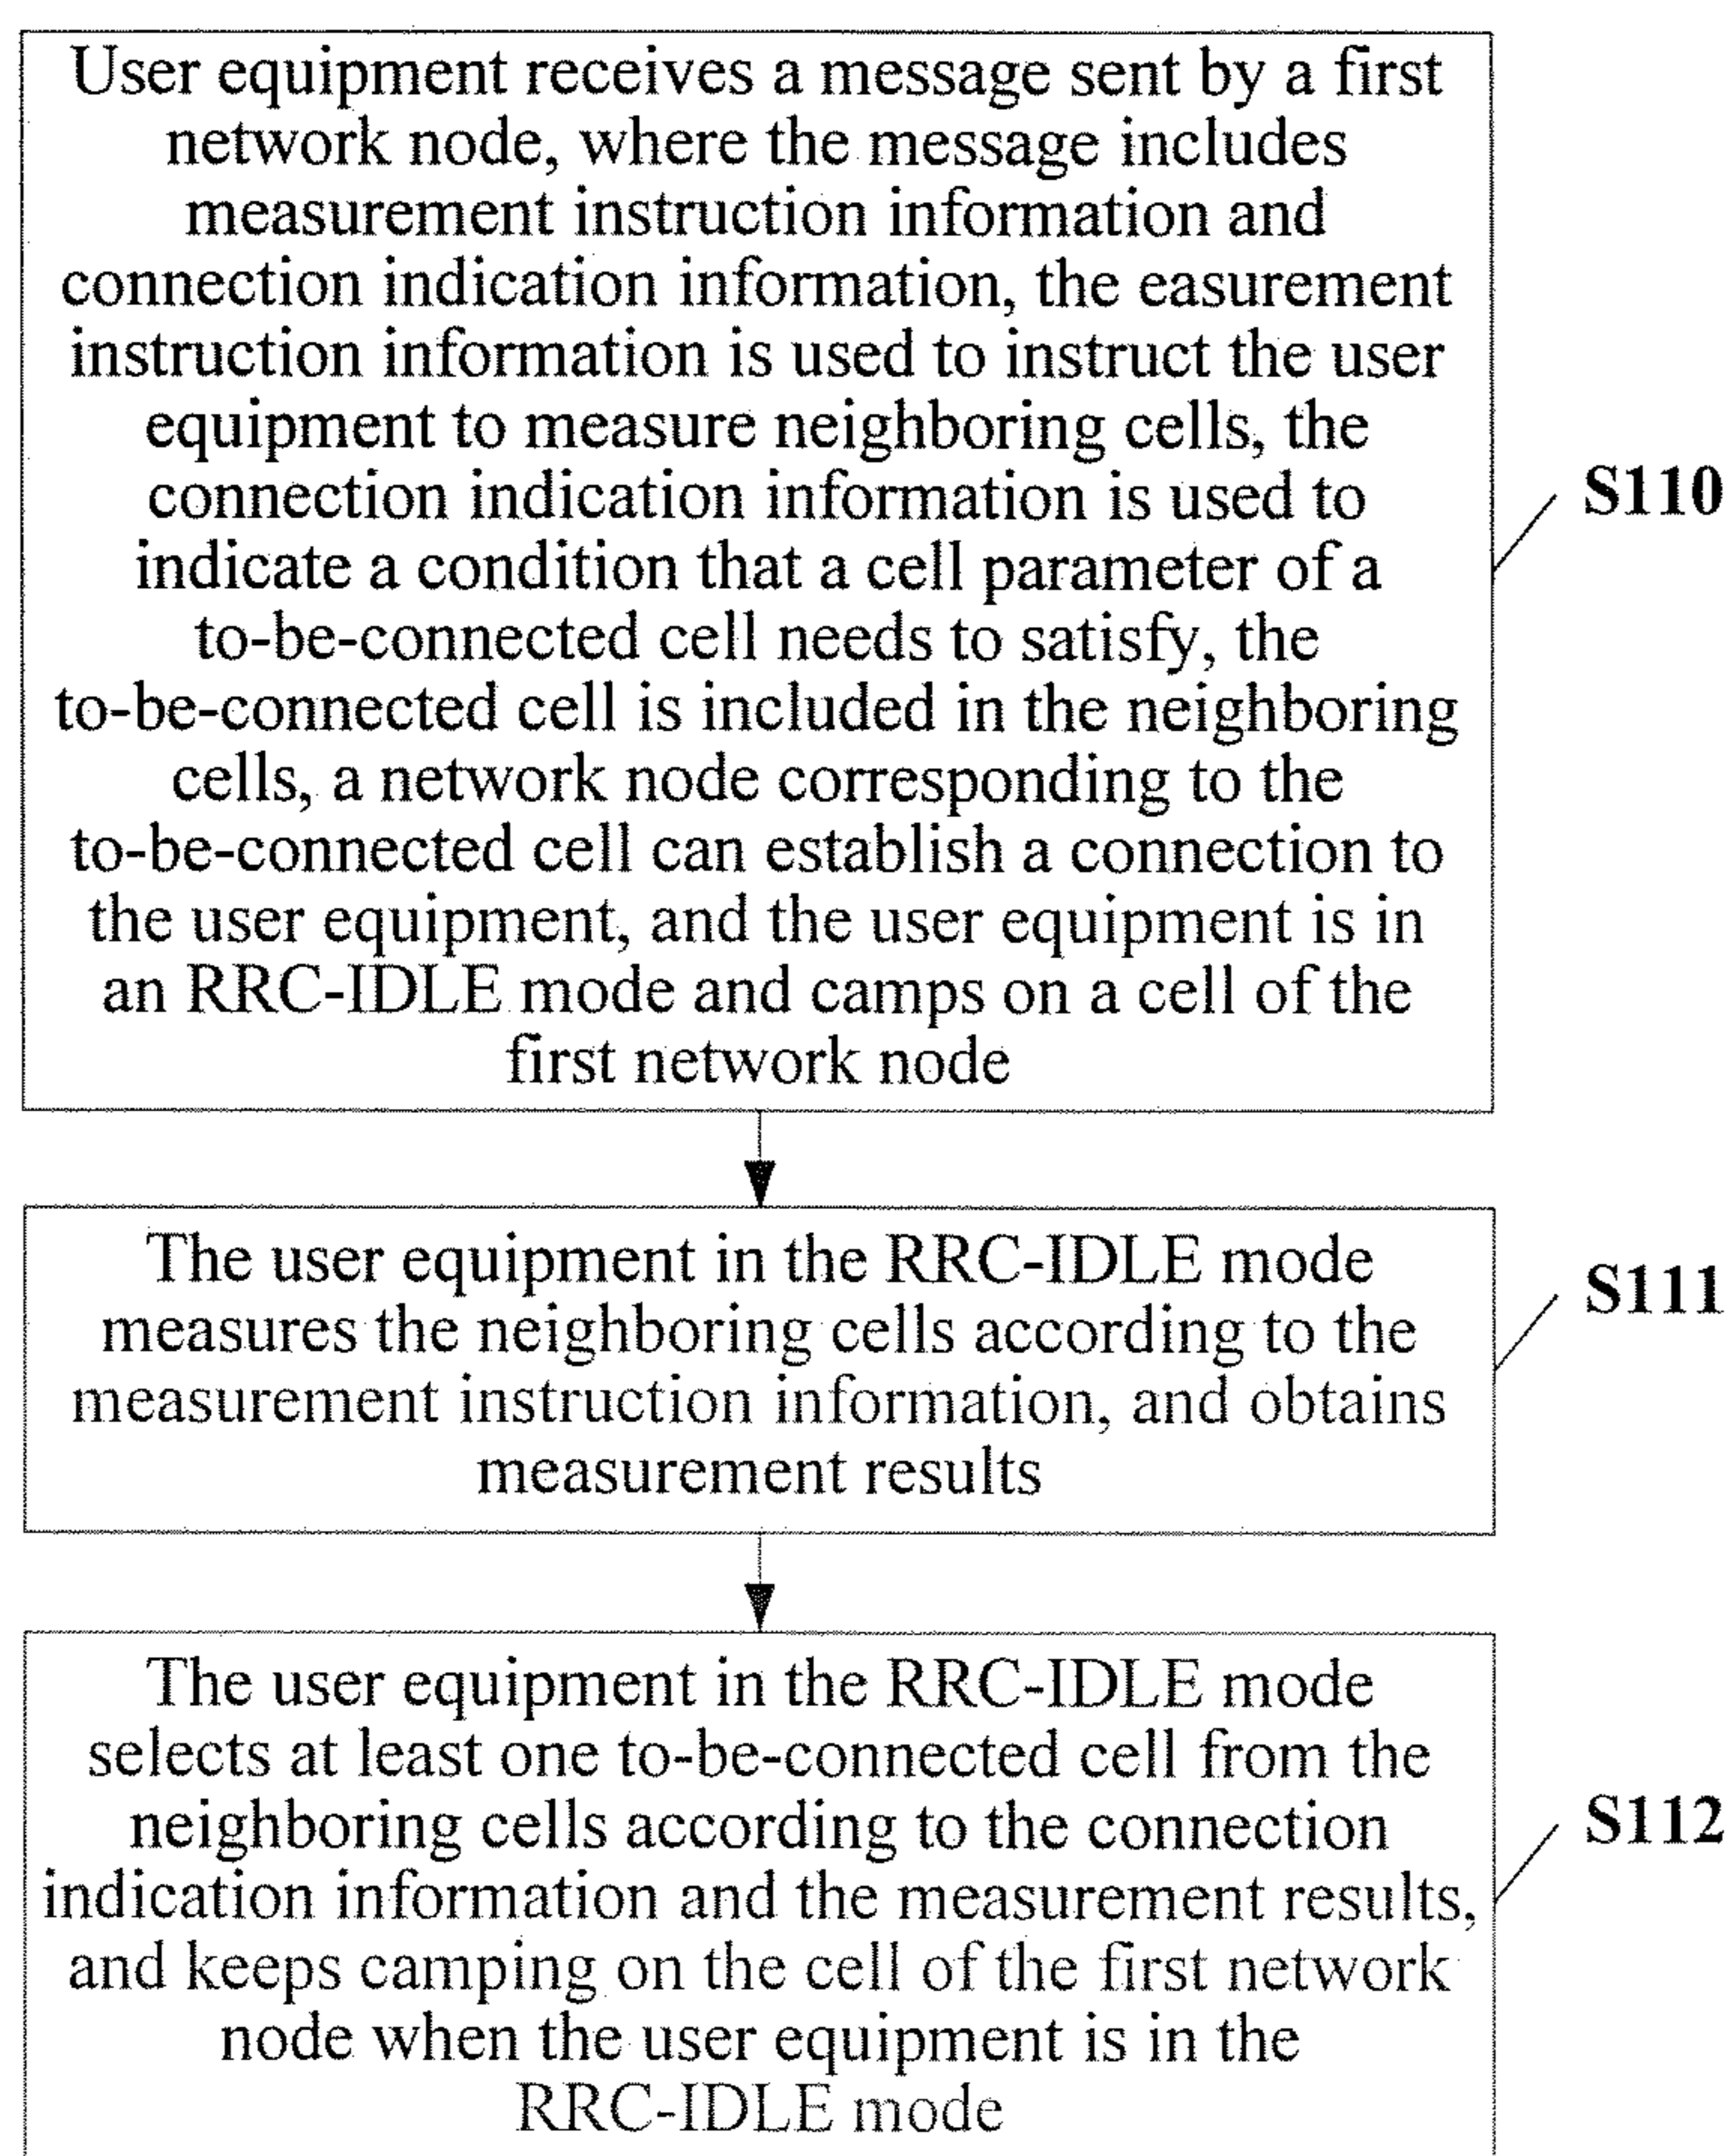 User equipment receives a message sent by a first
network node, where the message includes
measurement instruction information and
connection indication information, the easurement
instruction information is used to instruct the user
equipment to measure neighboring cells, the
connection indication information is used to
indicate a condition that a cell parameter of a
to-be-connected cell needs to satisfy, the
to-be-connected cell is included in the neighboring
cells, a network node corresponding to the
to-be-connected cell can establish a connection to
the user equipment, and the user equipment is in
an RRC-IDLE mode and camps on a cell of the
first network node
S110
The user equipment in the RRC-IDLE mode
measures the neighboring cells according to the
measurement instruction information, and obtains
measurement results
S111
The user equipment in the RRC-IDLE mode
selects at least one to-be-connected cell from the
neighboring cells according to the connection
indication information and the measurement results,
and keeps camping on the cell of the first network
node when the user equipment is in the
RRC-IDLE mode
S112